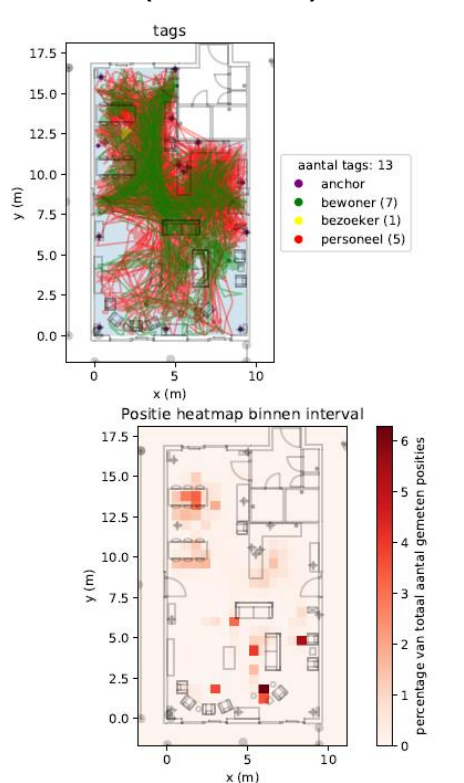 tags
17.5
15.0
12.5
10.0
7.5
5.0
2.5
0.0
y (m)
0
5
10
x (m)
aantal tags: 13
anchor
bewoner (7)
bezoeker (1)
personeel (5)
Positie heatmap binnen interval
17.5
15.0
12.5
10.0
7.5
5.0
2.5
0.0
y (m)
0
5
10
x (m)
6
5
4
3
2
1
0
percentage van totaal aantal gemeten posities